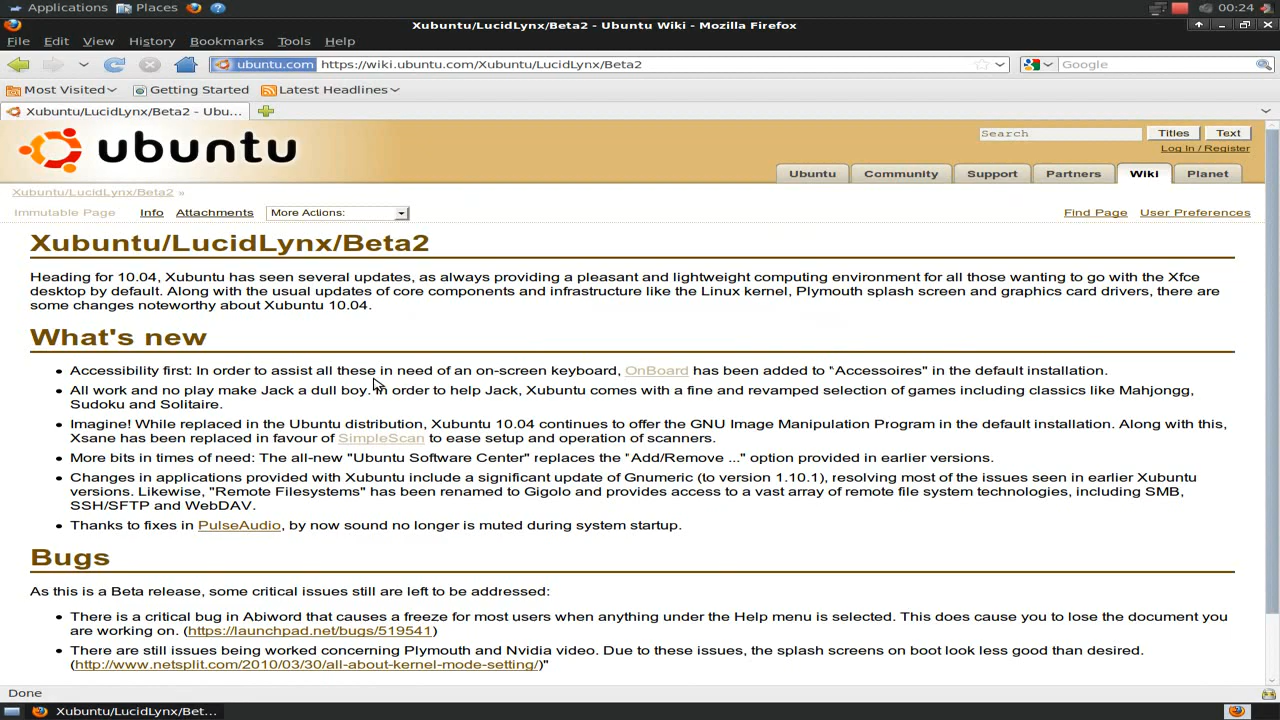 Applications Places 00:24
Xubuntu/LucidLynx/Beta2 - Ubuntu Wiki - Mozilla Firefox
File Edit View History Bookmarks Tools Help
ubuntu.com https://wiki.ubuntu.com/Xubuntu/LucidLynx/Beta2 Google
Most Visited Getting Started Latest Headlines
Xubuntu/LucidLynx/Beta2 - Ubu...
ubuntu
Search Titles Text
Log In / Register
Ubuntu Community Support Partners Wiki Planet
Xubuntu/LucidLynx/Beta2 »
Immutable Page Info Attachments More Actions: Find Page User Preferences
Xubuntu/LucidLynx/Beta2
Heading for 10.04, Xubuntu has seen several updates, as always providing a pleasant and lightweight computing environment for all those wanting to go with the Xfce
desktop by default. Along with the usual updates of core components and infrastructure like the Linux kernel, Plymouth splash screen and graphics card drivers, there are
some changes noteworthy about Xubuntu 10.04.
What's new
• Accessibility first: In order to assist all these in need of an on-screen keyboard, OnBoard has been added to "Accessoires" in the default installation.
• All work and no play make Jack a dull boy. In order to help Jack, Xubuntu comes with a fine and revamped selection of games including classics like Mahjongg,
Sudoku and Solitaire.
• Imagine! While replaced in the Ubuntu distribution, Xubuntu 10.04 continues to offer the GNU Image Manipulation Program in the default installation. Along with this,
Xsane has been replaced in favour of SimpleScan to ease setup and operation of scanners.
• More bits in times of need: The all-new "Ubuntu Software Center" replaces the "Add/Remove ..." option provided in earlier versions.
• Changes in applications provided with Xubuntu include a significant update of Gnumeric (to version 1.10.1), resolving most of the issues seen in earlier Xubuntu
versions. Likewise, "Remote Filesystems" has been renamed to Gigolo and provides access to a vast array of remote file system technologies, including SMB,
SSH/SFTP and WebDAV.
• Thanks to fixes in PulseAudio, by now sound no longer is muted during system startup.
Bugs
As this is a Beta release, some critical issues still are left to be addressed:
• There is a critical bug in Abiword that causes a freeze for most users when anything under the Help menu is selected. This does cause you to lose the document you
are working on. (https://launchpad.net/bugs/519541)
• There are still issues being worked concerning Plymouth and Nvidia video. Due to these issues, the splash screens on boot look less good than desired.
(http://www.netsplit.com/2010/03/30/all-about-kernel-mode-setting/)"
Done
Xubuntu/LucidLynx/Bet...